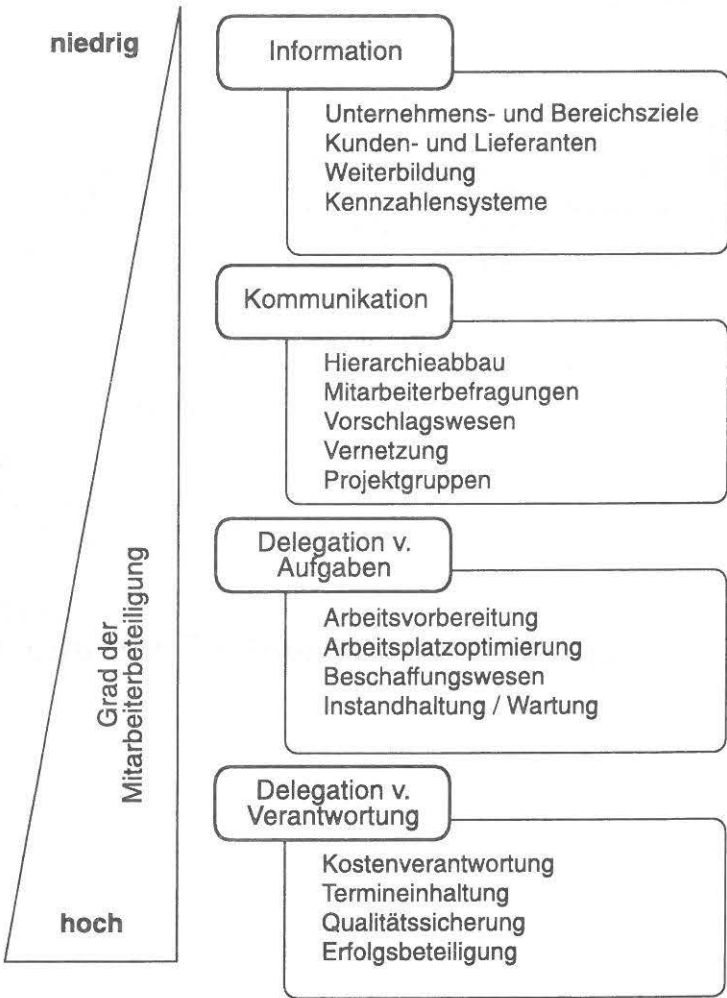 niedrig
Information
Unternehmens- und Bereichsziele
Kunden- und Lieferanten
Weiterbildung
Kennzahlensysteme
Kommunikation
Hierarchieabbau
Mitarbeiterbefragungen
Vorschlagswesen
Vernetzung
Projektgruppen
Grad der
Mitarbeiterbeteiligung
Delegation v.
Aufgaben
Arbeitsvorbereitung
Arbeitsplatzoptimierung
Beschaffungswesen
Instandhaltung / Wartung
Delegation v.
Verantwortung
Kostenverantwortung
Termineinhaltung
Qualitätssicherung
Erfolgsbeteiligung
hoch